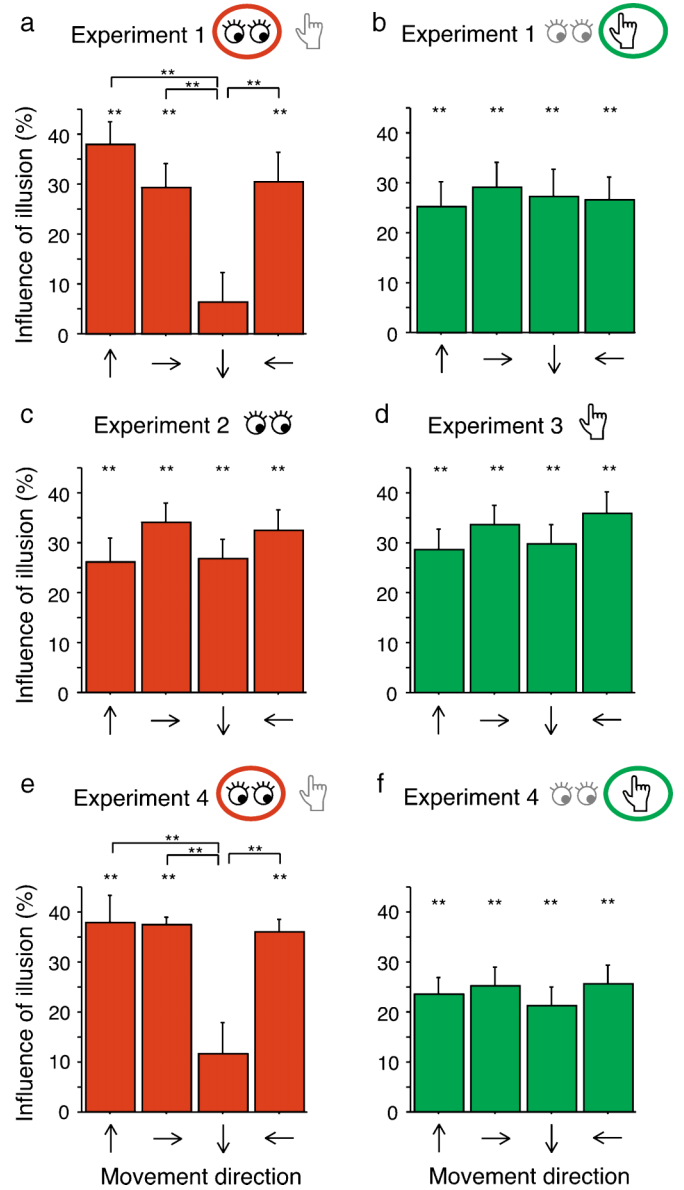 a Experiment 1
** ** **
** ** **
Influence of illusion (%)
40
30
20
10
0
↑ → ↓ ←
b Experiment 1
** ** ** **
40
30
20
10
0
↑ → ↓ ←
c Experiment 2
** ** ** **
Influence of illusion (%)
40
30
20
10
0
↑ → ↓ ←
d Experiment 3
** ** ** **
40
30
20
10
0
↑ → ↓ ←
e Experiment 4
** ** **
** ** **
Influence of illusion (%)
40
30
20
10
0
↑ → ↓ ←
Movement direction
f Experiment 4
** ** ** **
40
30
20
10
0
↑ → ↓ ←
Movement direction